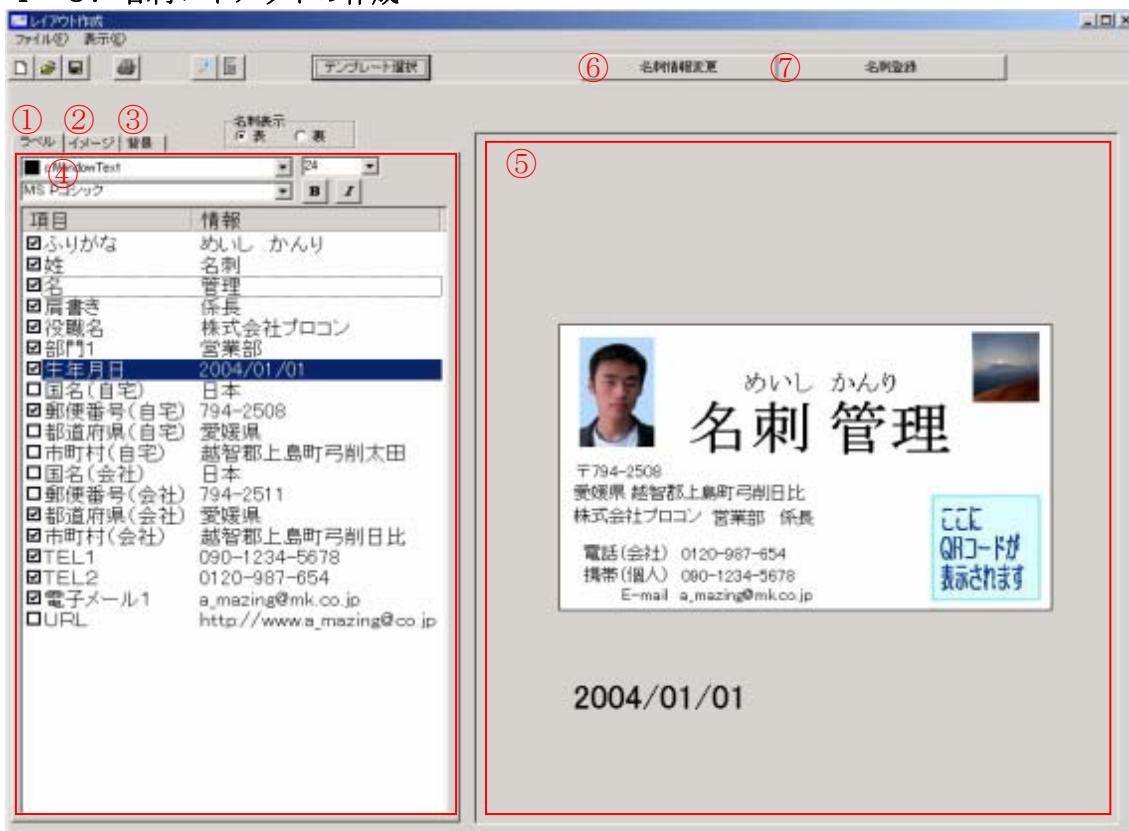 レイアウト作成
ファイル(F) 表示(E)
テンプレート選択
⑥ 名刺情報変更 ⑦ 名刺登録
① ② ③
ラベル イメージ 背景
名刺表示
表 裏
④ 24
MS Pゴシック B I
項目 情報
ふりがな めいし かんり
姓 名刺
名 管理
肩書き 係長
役職名 株式会社プロコン
部門1 営業部
生年月日 2004/01/01
国名(自宅) 日本
郵便番号(自宅) 794-2508
都道府県(自宅) 愛媛県
市町村(自宅) 越智郡上島町弓削太田
国名(会社) 日本
郵便番号(会社) 794-2511
都道府県(会社) 愛媛県
市町村(会社) 越智郡上島町弓削日比
TEL1 090-1234-5678
TEL2 0120-987-654
電子メール1 a_mazing@mk.co.jp
URL http://www.a_mazing@co.jp
⑤
めいし かんり
名刺 管理
〒794-2508
愛媛県 越智郡上島町弓削日比
株式会社プロコン 営業部 係長
電話(会社) 0120-987-654
携帯(個人) 090-1234-5678
E-mail a_mazing@mk.co.jp
ここに
QRコードが
表示されます
2004/01/01